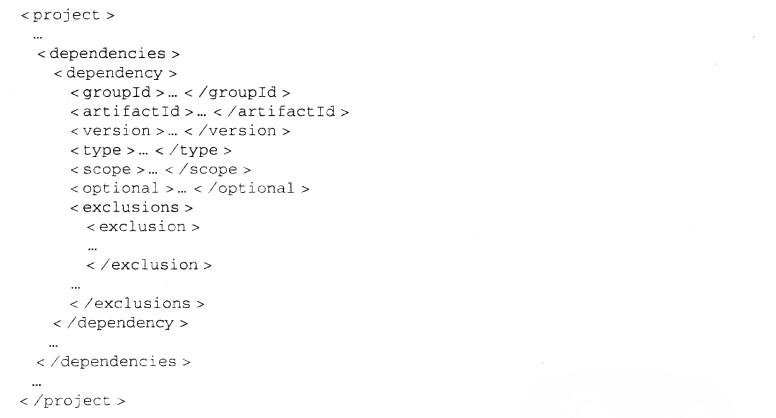 <project>
…
<dependencies>
<dependency>
<groupId>… </groupId>
<artifactId>… </artifactId>
<version>… </version>
<type>… </type>
<scope>… </scope>
<optional>… </optional>
<exclusions>
<exclusion>
…
</exclusion>
…
</exclusions>
</dependency>
…
</dependencies>
…
</project>